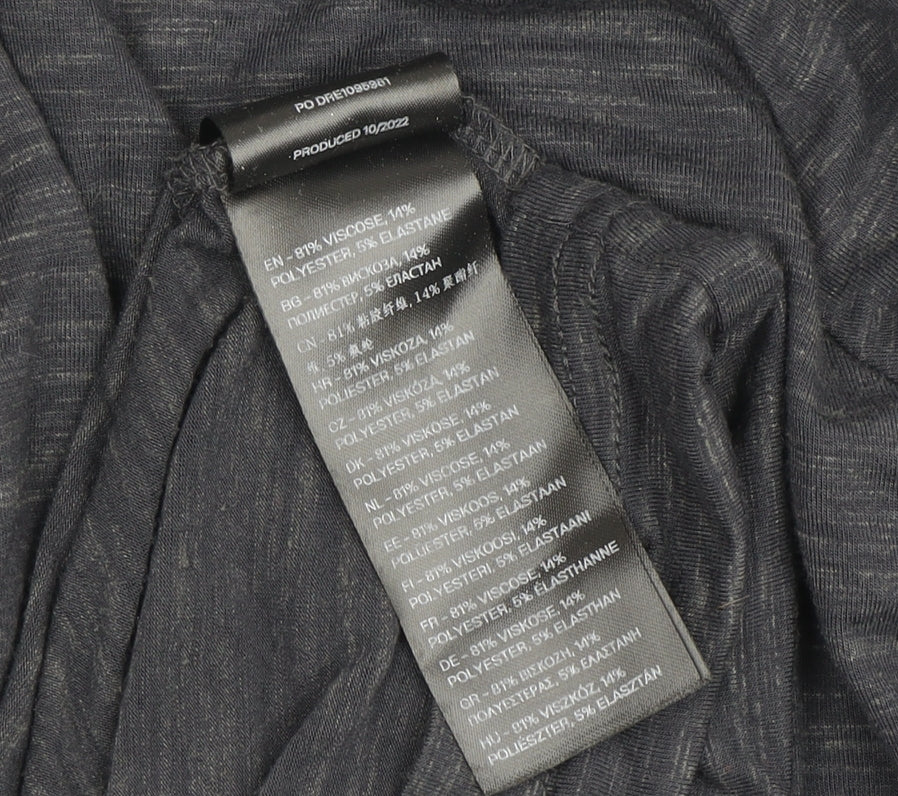 PO DRE1095961
PRODUCED 10/2022
EN – 81% VISCOSE, 14%
POLYESTER, 5% ELASTANE
BG – 81% ВИСКОЗА, 14%
ПОЛИЕСТЕР, 5% ЕЛАСТАН
CN – 81% 粘胶纤维, 14% 聚酯纤
维, 5% 氨纶
HR – 81% VISKOZA, 14%
POLIESTER, 5% ELASTAN
CZ – 81% VISKÓZA, 14%
POLYESTER, 5% ELASTAN
DK – 81% VISKOSE, 14%
POLYESTER, 5% ELASTAN
NL – 81% VISCOSE, 14%
POLYESTER, 5% ELASTAAN
EE – 81% VISKOOS, 14%
POLÜESTER, 5% ELASTAAN
FI – 81% VISKOOSI, 14%
POLYESTERI, 5% ELASTAANI
FR – 81% VISCOSE, 14%
POLYESTER, 5% ÉLASTHANNE
DE – 81% VISKOSE, 14%
POLYESTER, 5% ELASTHAN
GR – 81% ΒΙΣΚΟΖΗ, 14%
ΠΟΛΥΕΣΤΕΡΑΣ, 5% ΕΛΑΣΤΑΝΗ
HU – 81% VISZKÓZ, 14%
POLIÉSZTER, 5% ELASZTÁN